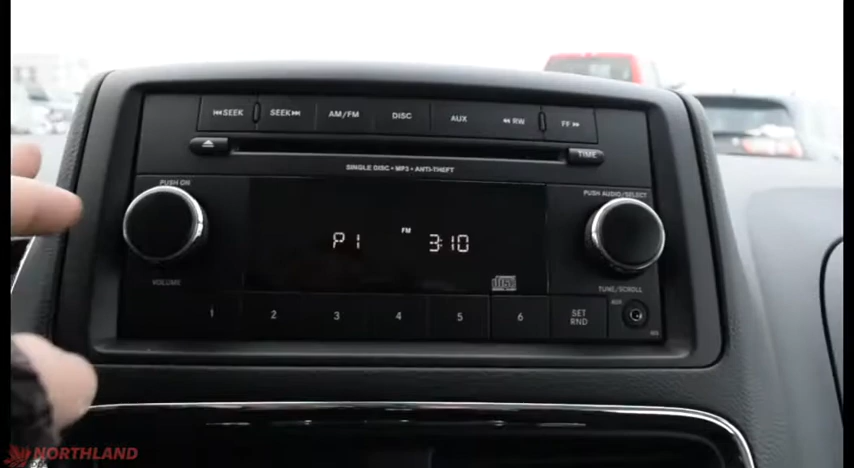 ⏮SEEK SEEK⏭ AM/FM DISC AUX ◄◄RW FF►►
TIME
SINGLE DISC • MP3 • ANTI-THEFT
PUSH ON
PUSH AUDIO/SELECT
FM
P1 3:10
VOLUME
TUNE/SCROLL
1 2 3 4 5 6 SET
RND
AUX
NORTHLAND